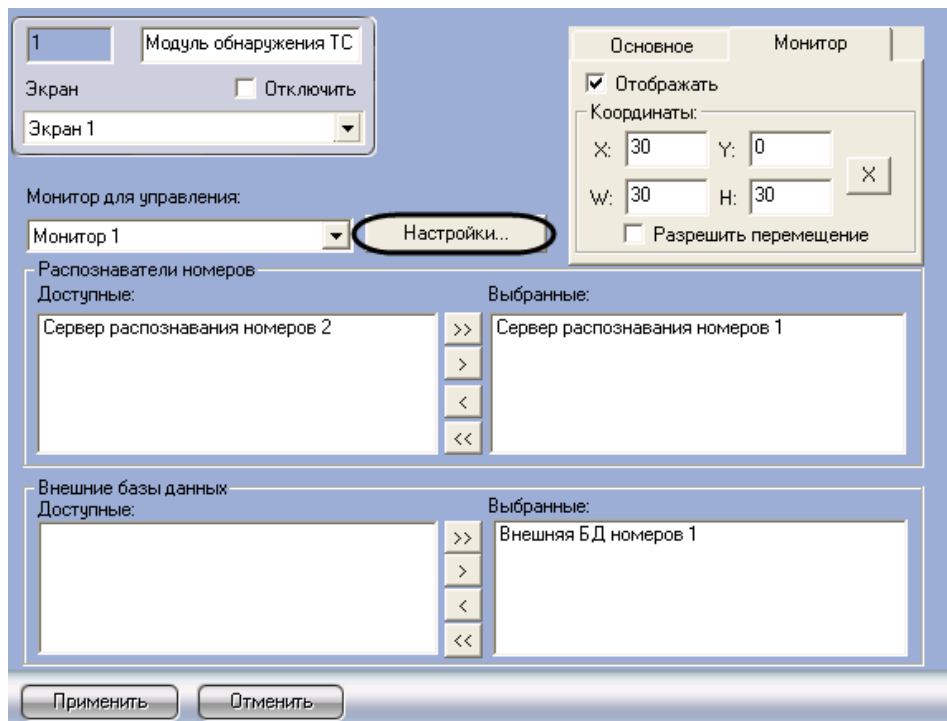 1
Модуль обнаружения ТС
Экран
Отключить
Экран 1
Основное
Монитор
Отображать
Координаты:
X: 30 Y: 0
X
W: 30 H: 30
Разрешить перемещение
Монитор для управления:
Монитор 1
Настройки...
Распознаватели номеров
Доступные:
Выбранные:
Сервер распознавания номеров 2
>>
>
<
<<
Сервер распознавания номеров 1
Внешние базы данных
Доступные:
Выбранные:
>>
>
<
<<
Внешняя БД номеров 1
Применить
Отменить